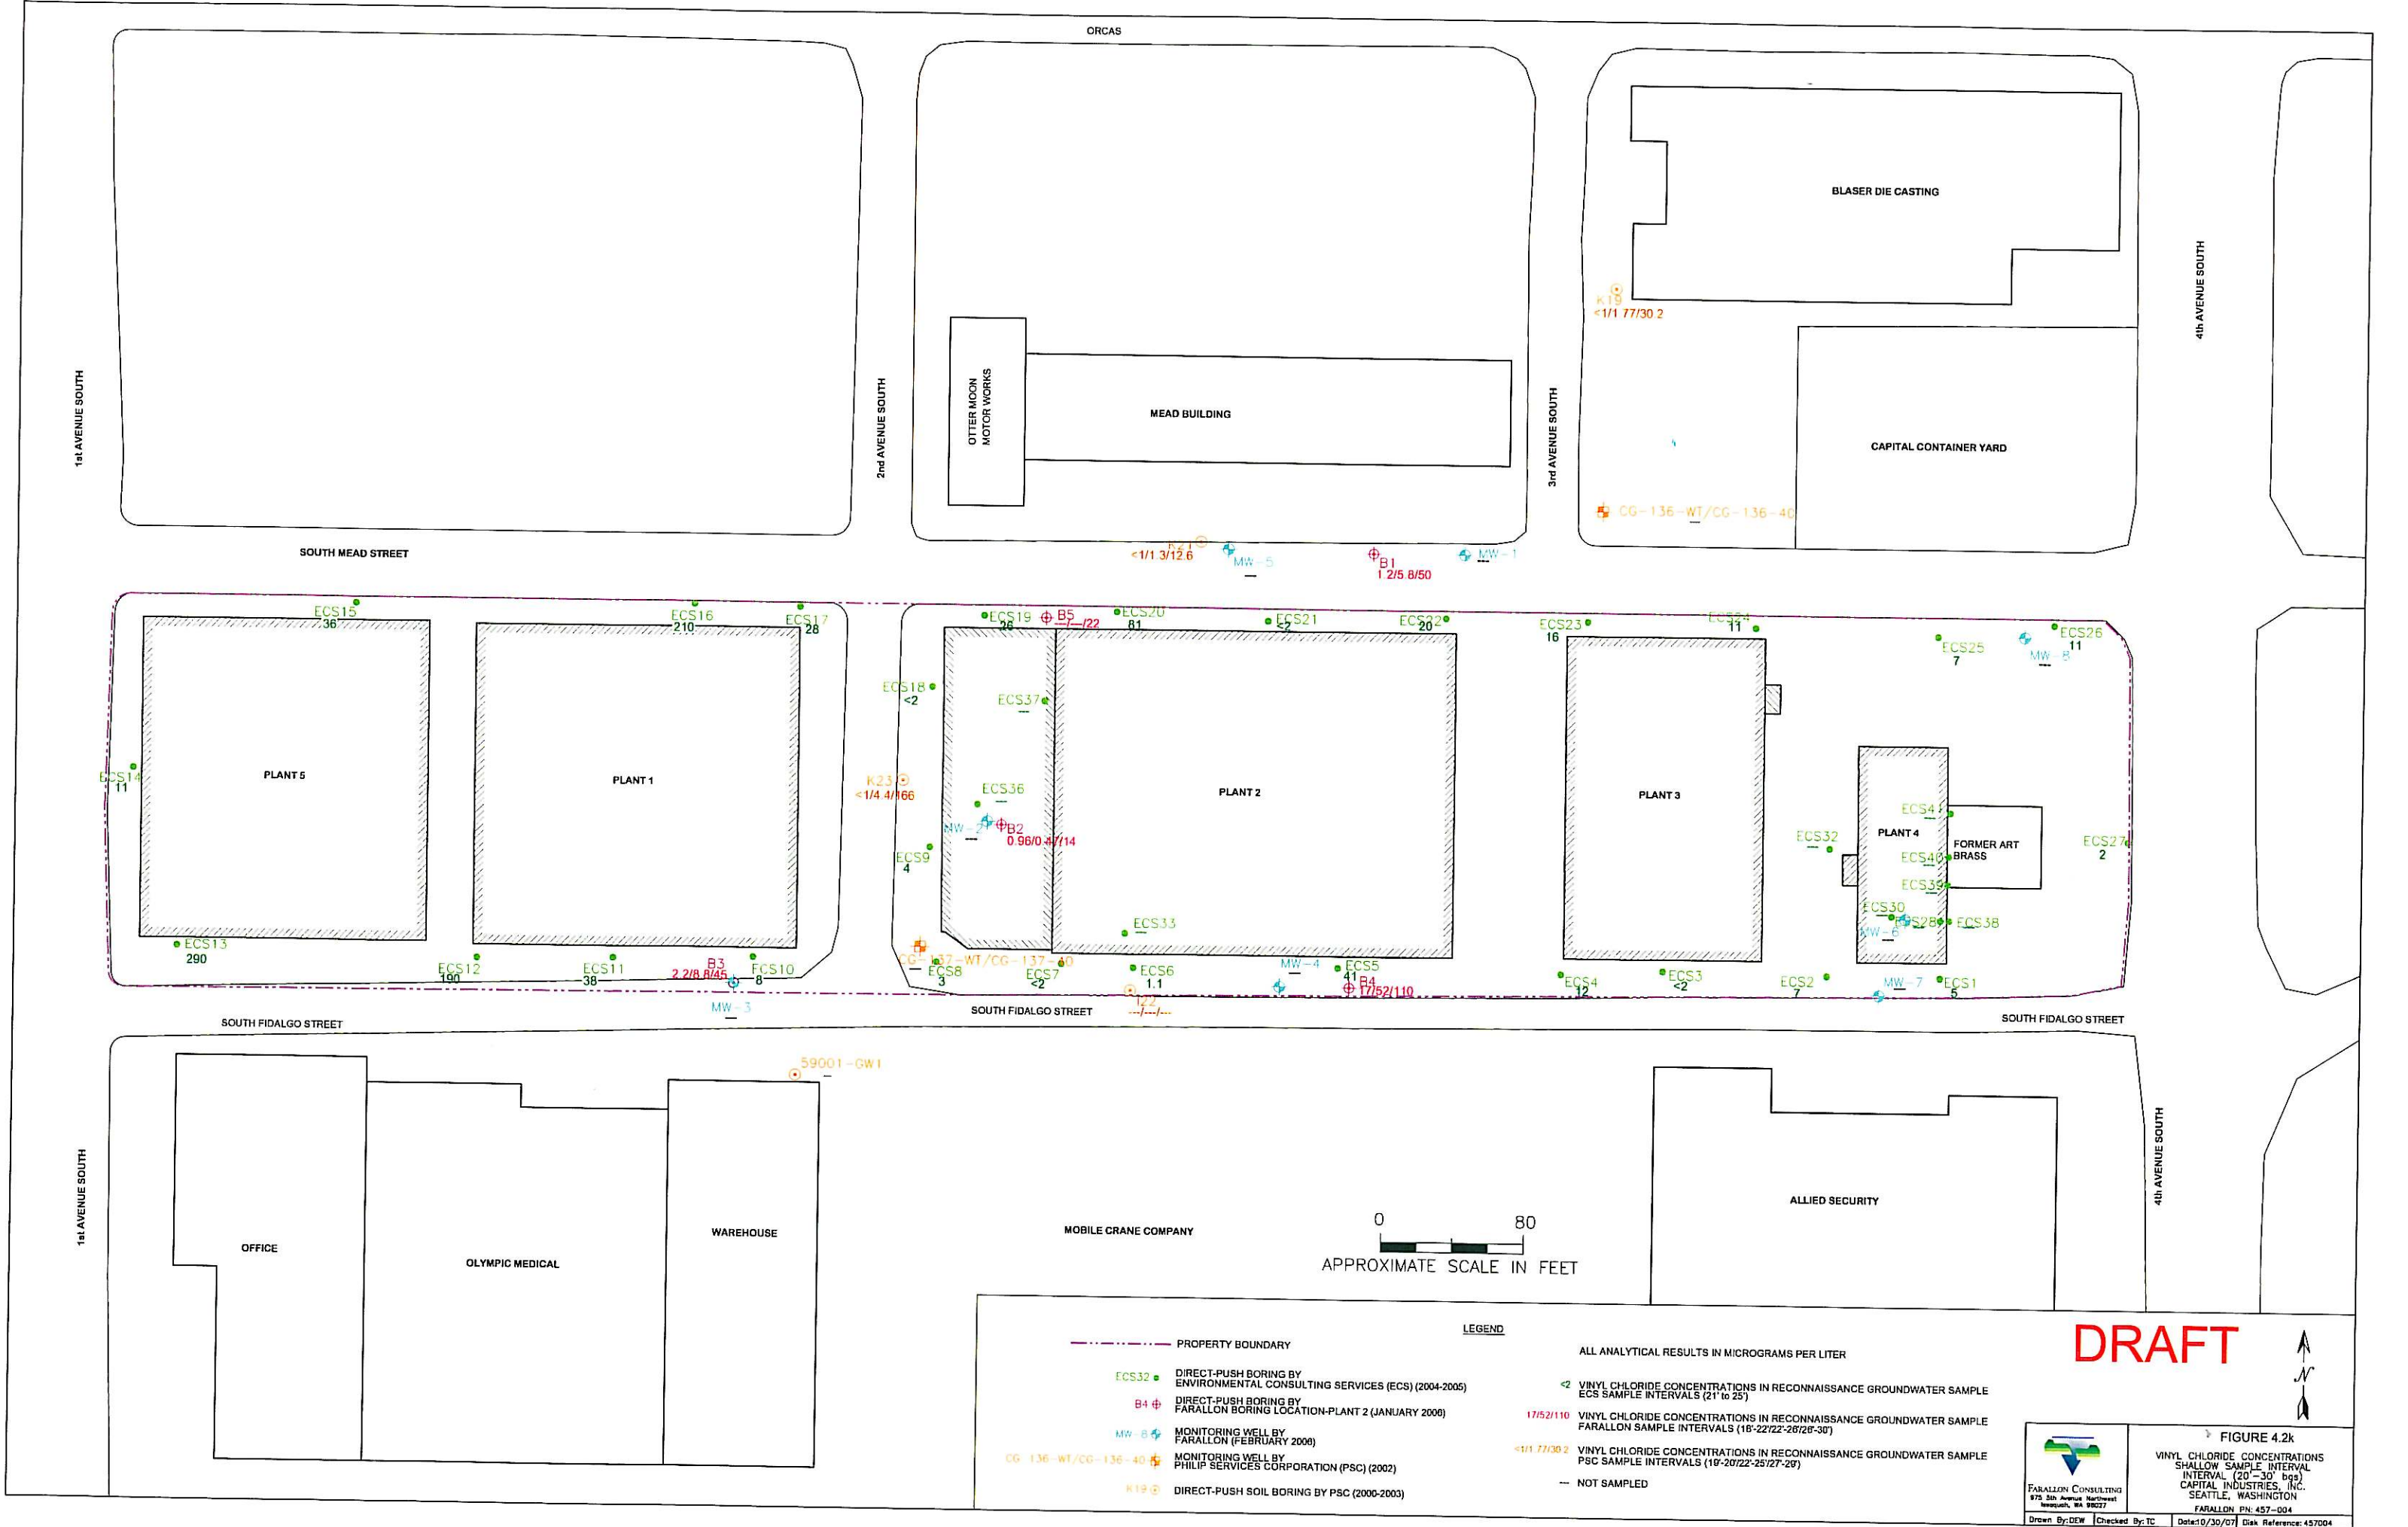 ORCAS
BLASER DIE CASTING
4th AVENUE SOUTH
K19
<1/1.77/30.2
1st AVENUE SOUTH
2nd AVENUE SOUTH
OTTER MOON
MOTOR WORKS
MEAD BUILDING
3rd AVENUE SOUTH
CAPITAL CONTAINER YARD
CG-136-WT/CG-136-40
---
SOUTH MEAD STREET
K21
<1/1.3/12.6
MW-5
---
B1
1.2/5.8/50
MW-1
---
ECS15
36
ECS16
210
ECS17
28
ECS19
26
B5
---/---/22
ECS20
81
ECS21
<2
ECS22
20
ECS23
16
ECS24
11
ECS25
7
MW-8
---
ECS26
11
ECS18
<2
ECS37
---
ECS14
11
PLANT 5
PLANT 1
K23
<1/4.4/166
ECS36
---
PLANT 2
PLANT 3
MW-2
---
B2
ECS9
4
ECS32
---
PLANT 4
ECS41
---
ECS40
---
FORMER ART
BRASS
ECS39
---
ECS27
2
ECS30
ECS28
ECS38
---
MW-6
---
ECS33
---
ECS13
290
ECS12
190
ECS11
38
B3
2.2/8.8/45
ECS10
8
MW-3
---
CG-137-WT/CG-137-40
---
ECS8
3
ECS7
<2
ECS6
1.1
MW-4
---
ECS5
41
B4
17/52/110
ECS4
12
ECS3
<2
ECS2
7
MW-7
---
ECS1
5
122
---/---/---
SOUTH FIDALGO STREET
SOUTH FIDALGO STREET
SOUTH FIDALGO STREET
59001-GW1
---
1st AVENUE SOUTH
OFFICE
OLYMPIC MEDICAL
WAREHOUSE
MOBILE CRANE COMPANY
ALLIED SECURITY
4th AVENUE SOUTH
0 80
APPROXIMATE SCALE IN FEET
LEGEND
PROPERTY BOUNDARY
ECS32 DIRECT-PUSH BORING BY
ENVIRONMENTAL CONSULTING SERVICES (ECS) (2004-2005)
B4 DIRECT-PUSH BORING BY
FARALLON BORING LOCATION-PLANT 2 (JANUARY 2006)
MW-8 MONITORING WELL BY
FARALLON (FEBRUARY 2006)
CG-136-WT/CG-136-40 MONITORING WELL BY
PHILIP SERVICES CORPORATION (PSC) (2002)
K19 DIRECT-PUSH SOIL BORING BY PSC (2000-2003)
ALL ANALYTICAL RESULTS IN MICROGRAMS PER LITER
<2 VINYL CHLORIDE CONCENTRATIONS IN RECONNAISSANCE GROUNDWATER SAMPLE
ECS SAMPLE INTERVALS (21' to 25')
17/52/110 VINYL CHLORIDE CONCENTRATIONS IN RECONNAISSANCE GROUNDWATER SAMPLE
FARALLON SAMPLE INTERVALS (18'-22'/22'-26'/26'-30')
<1/1.77/30.2 VINYL CHLORIDE CONCENTRATIONS IN RECONNAISSANCE GROUNDWATER SAMPLE
PSC SAMPLE INTERVALS (19'-20'/22'-25'/27'-29')
--- NOT SAMPLED
DRAFT
N
FARALLON CONSULTING
975 5th Avenue Northwest
Issaquah, WA 98027
FIGURE 4.2k
VINYL CHLORIDE CONCENTRATIONS
SHALLOW SAMPLE INTERVAL
INTERVAL (20'-30' bgs)
CAPITAL INDUSTRIES, INC.
SEATTLE, WASHINGTON
FARALLON PN: 457-004
Drawn By: DEW Checked By: TC Date: 10/30/07 Disk Reference: 457004